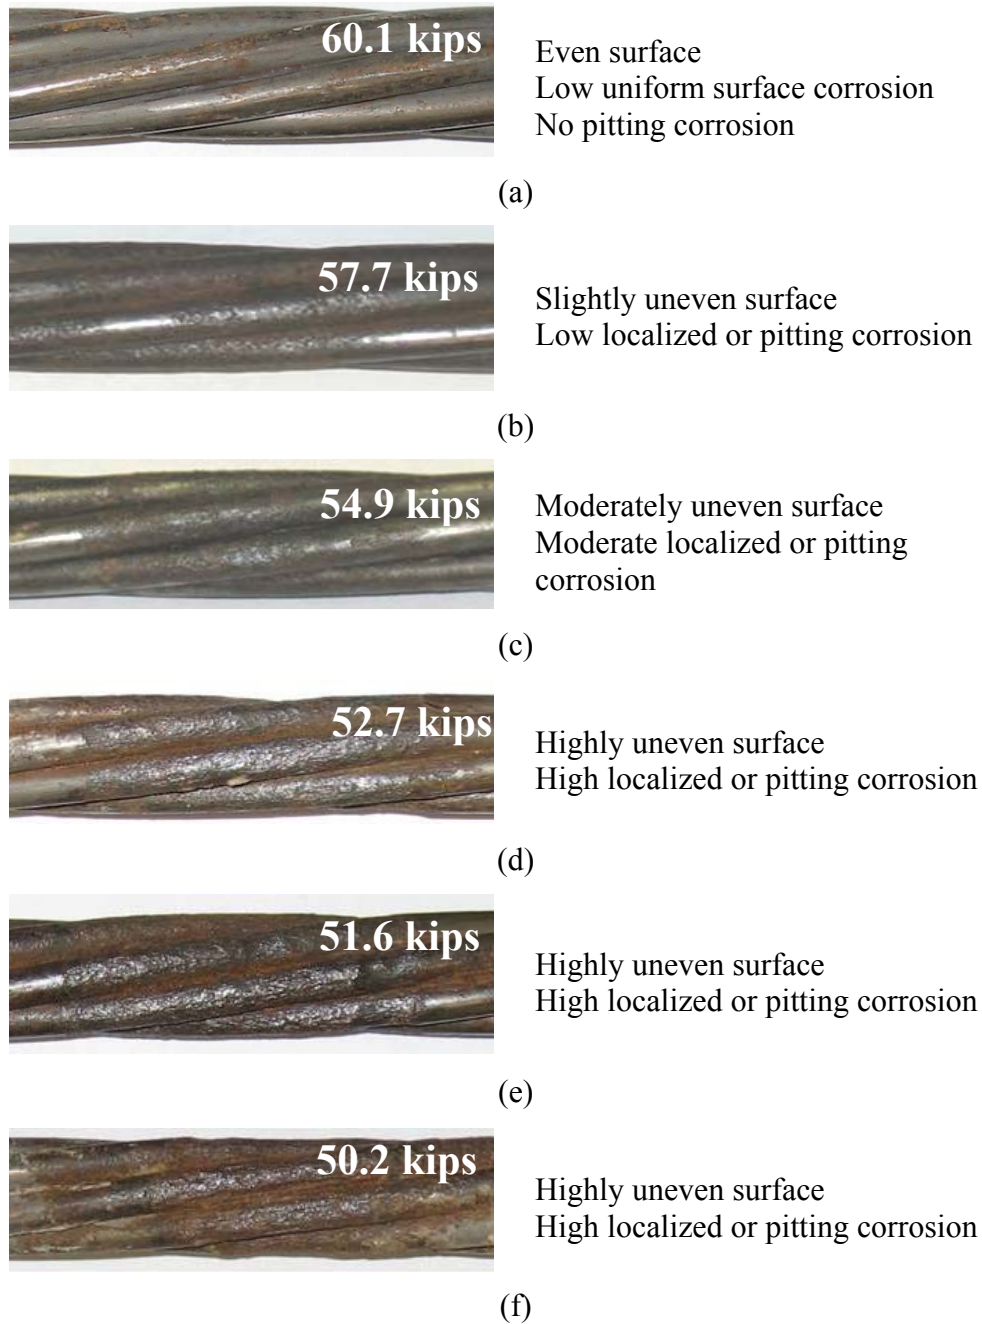 60.1 kips
Even surface
Low uniform surface corrosion
No pitting corrosion
(a)
57.7 kips
Slightly uneven surface
Low localized or pitting corrosion
(b)
54.9 kips
Moderately uneven surface
Moderate localized or pitting
corrosion
(c)
52.7 kips
Highly uneven surface
High localized or pitting corrosion
(d)
51.6 kips
Highly uneven surface
High localized or pitting corrosion
(e)
50.2 kips
Highly uneven surface
High localized or pitting corrosion
(f)